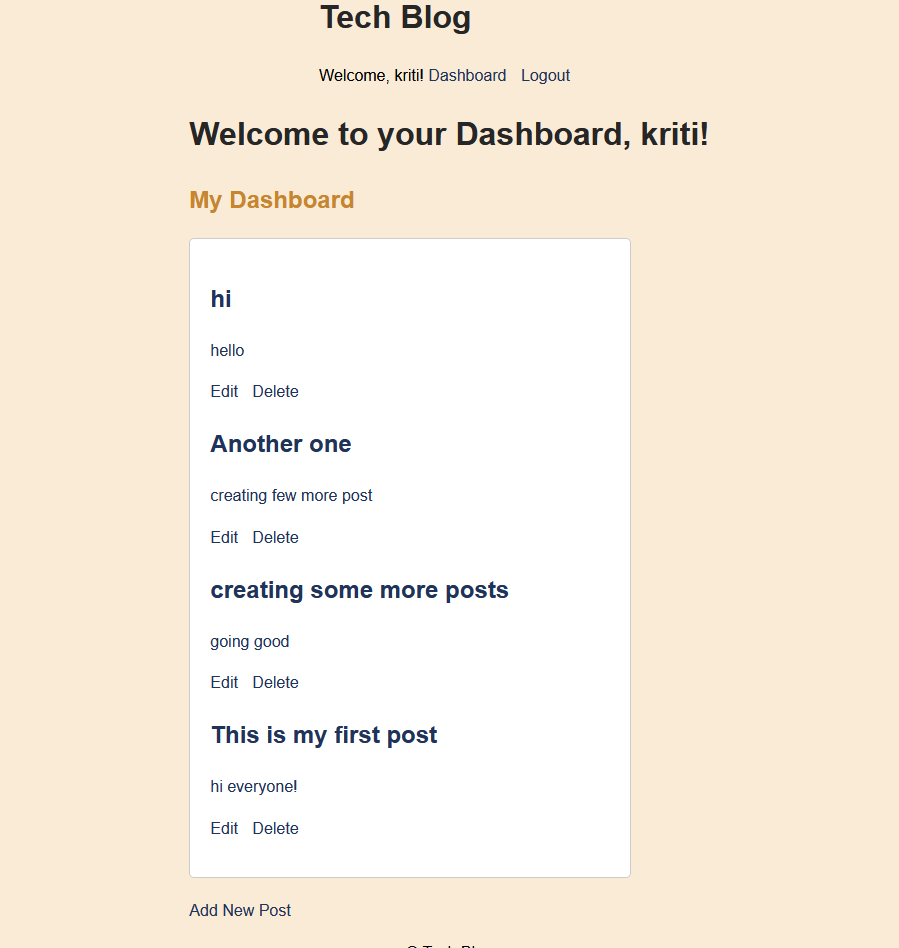 Tech Blog
Welcome, kriti! Dashboard Logout
Welcome to your Dashboard, kriti!
My Dashboard
hi
hello
Edit Delete
Another one
creating few more post
Edit Delete
creating some more posts
going good
Edit Delete
This is my first post
hi everyone!
Edit Delete
Add New Post